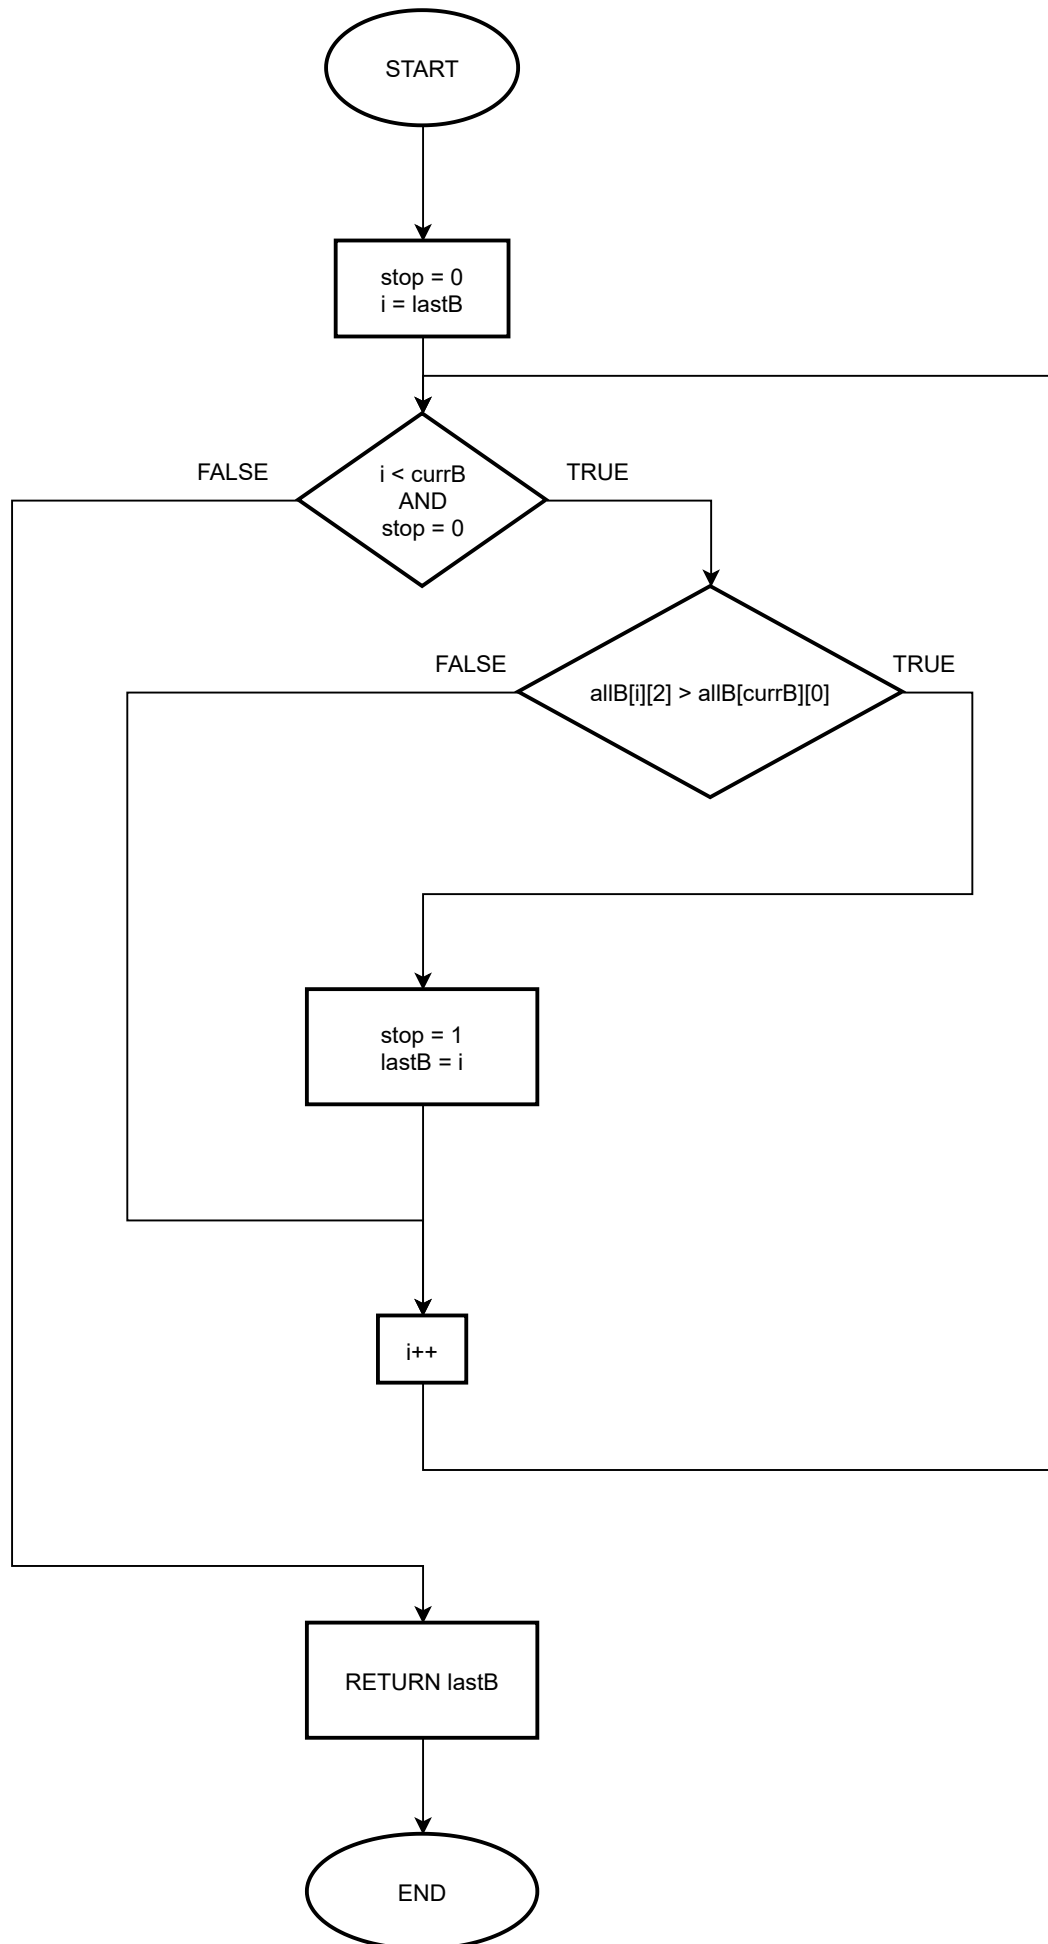 START
stop = 0
i = lastB
FALSE
TRUE
i < currB
AND
stop = 0
FALSE
TRUE
allB[i][2] > allB[currB][0]
stop = 1
lastB = i
i++
RETURN lastB
END